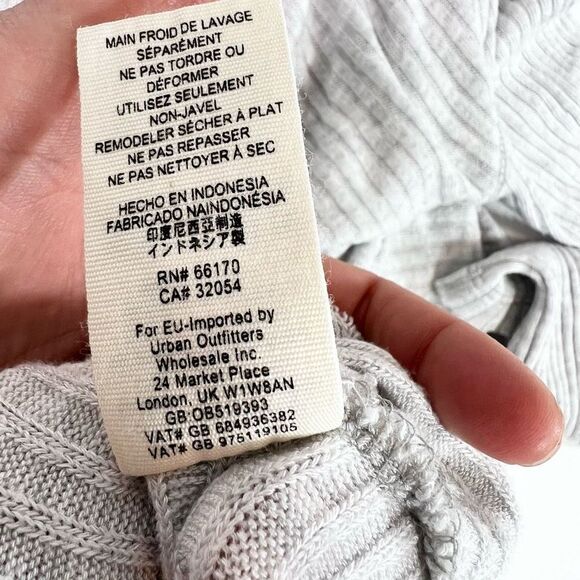 MAIN FROID DE LAVAGE
SÉPARÉMENT
NE PAS TORDRE OU
DÉFORMER
UTILISEZ SEULEMENT
NON-JAVEL
REMODELER SÈCHER À PLAT
NE PAS REPASSER
NE PAS NETTOYER À SEC
HECHO EN INDONESIA
FABRICADO NAINDONÉSIA
印度尼西亞制造
インドネシア製
RN# 66170
CA# 32054
For EU-Imported by
Urban Outfitters
Wholesale Inc.
24 Market Place
London, UK W1W8AN
GB OB519393
VAT# GB 684936382
VAT# GB 975119105